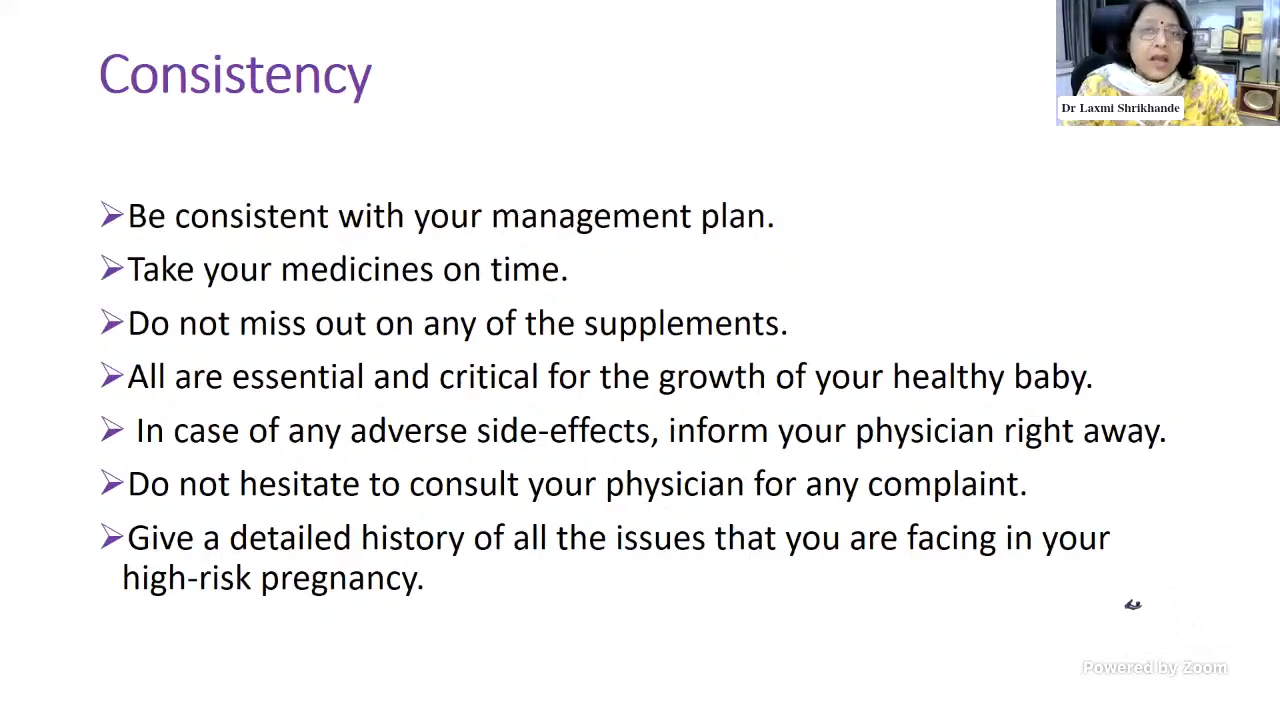 Consistency
Dr Laxmi Shrikhande
➢Be consistent with your management plan.
➢Take your medicines on time.
➢Do not miss out on any of the supplements.
➢All are essential and critical for the growth of your healthy baby.
➢ In case of any adverse side-effects, inform your physician right away.
➢Do not hesitate to consult your physician for any complaint.
➢Give a detailed history of all the issues that you are facing in your
high-risk pregnancy.
Powered by Zoom